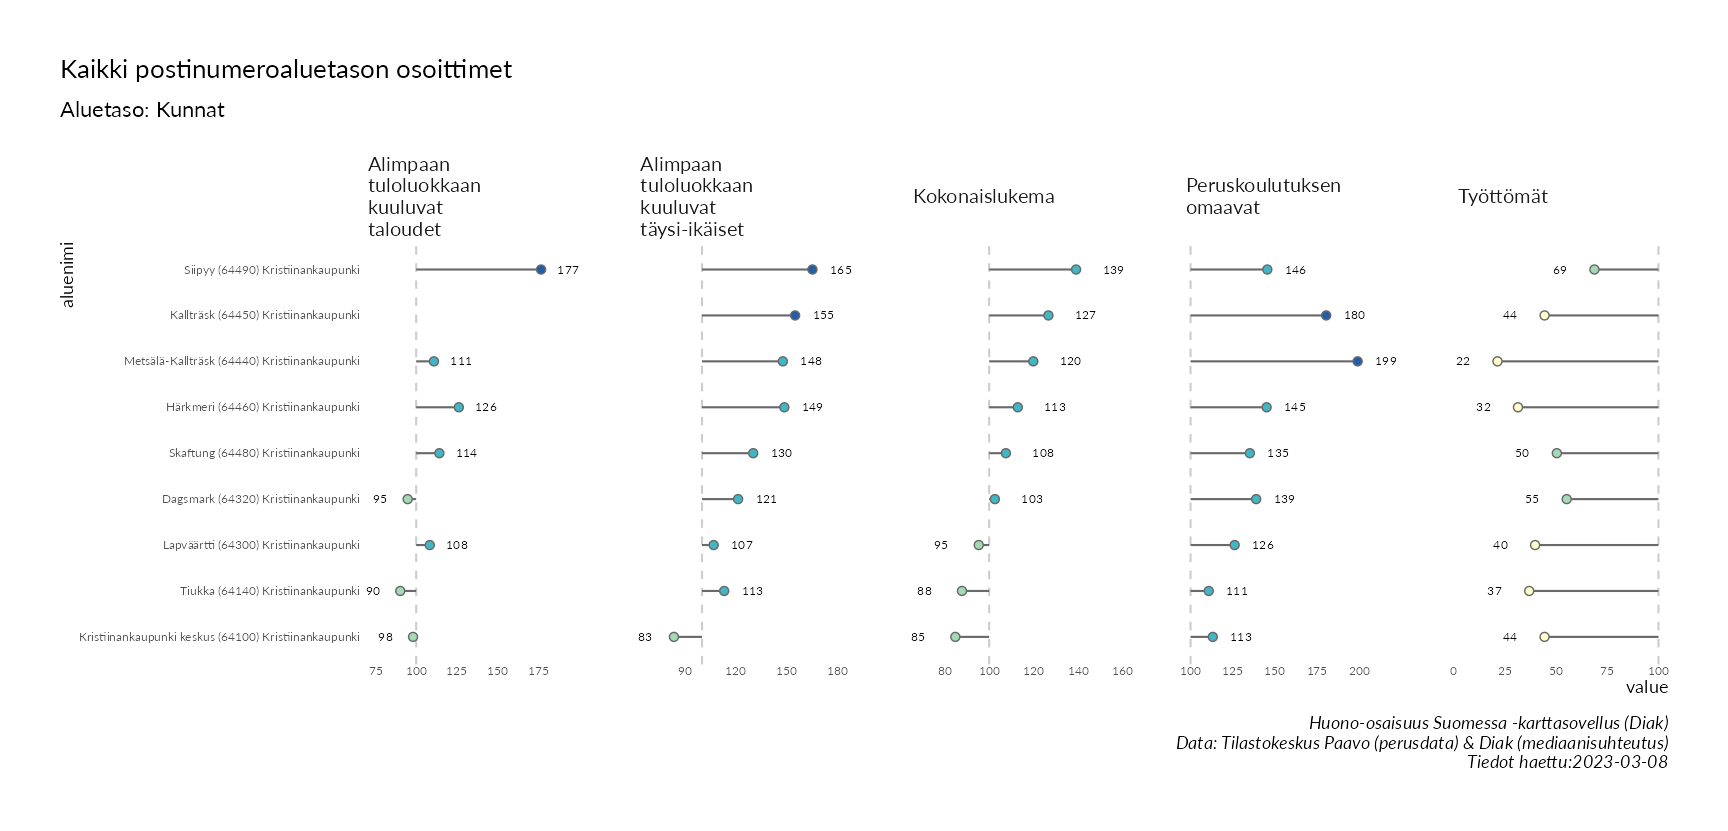 Kaikki postinumeroaluetason osoittimet
Aluetaso: Kunnat
Alimpaan
tuloluokkaan
kuuluvat
taloudet
Alimpaan
tuloluokkaan
kuuluvat
täysi-ikäiset
Kokonaislukema
Peruskoulutuksen
omaavat
Työttömät
aluenimi
Siipyy (64490) Kristiinankaupunki 177 165 139 146 69
Kallträsk (64450) Kristiinankaupunki 155 127 180 44
Metsälä-Kallträsk (64440) Kristiinankaupunki 111 148 120 199 22
Härkmeri (64460) Kristiinankaupunki 126 149 113 145 32
Skaftung (64480) Kristiinankaupunki 114 130 108 135 50
Dagsmark (64320) Kristiinankaupunki 95 121 103 139 55
Lapväärtti (64300) Kristiinankaupunki 108 107 95 126 40
Tiukka (64140) Kristiinankaupunki 90 113 88 111 37
Kristiinankaupunki keskus (64100) Kristiinankaupunki 98 83 85 113 44
75 100 125 150 175 90 120 150 180 80 100 120 140 160 100 125 150 175 200 0 25 50 75 100
value
Huono-osaisuus Suomessa -karttasovellus (Diak)
Data: Tilastokeskus Paavo (perusdata) & Diak (mediaanisuhteutus)
Tiedot haettu:2023-03-08